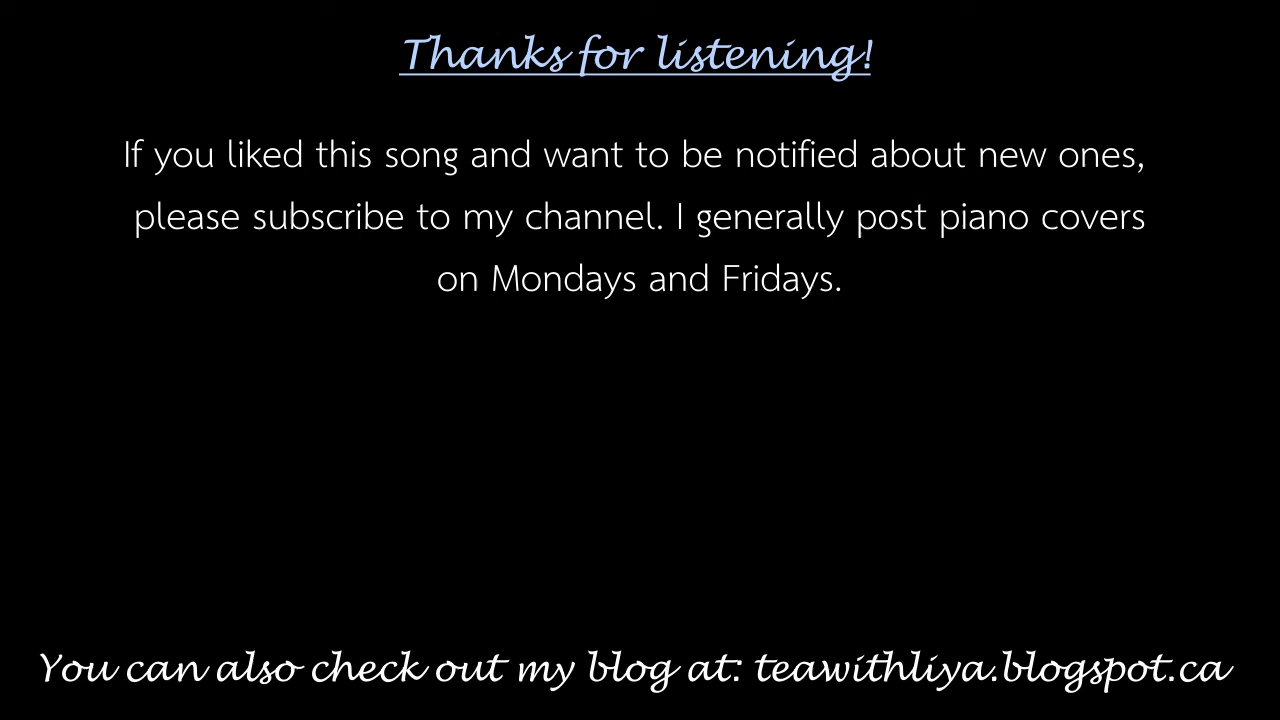 Thanks for listening!
If you liked this song and want to be notified about new ones,
please subscribe to my channel. I generally post piano covers
on Mondays and Fridays.
You can also check out my blog at: teawithliya.blogspot.ca